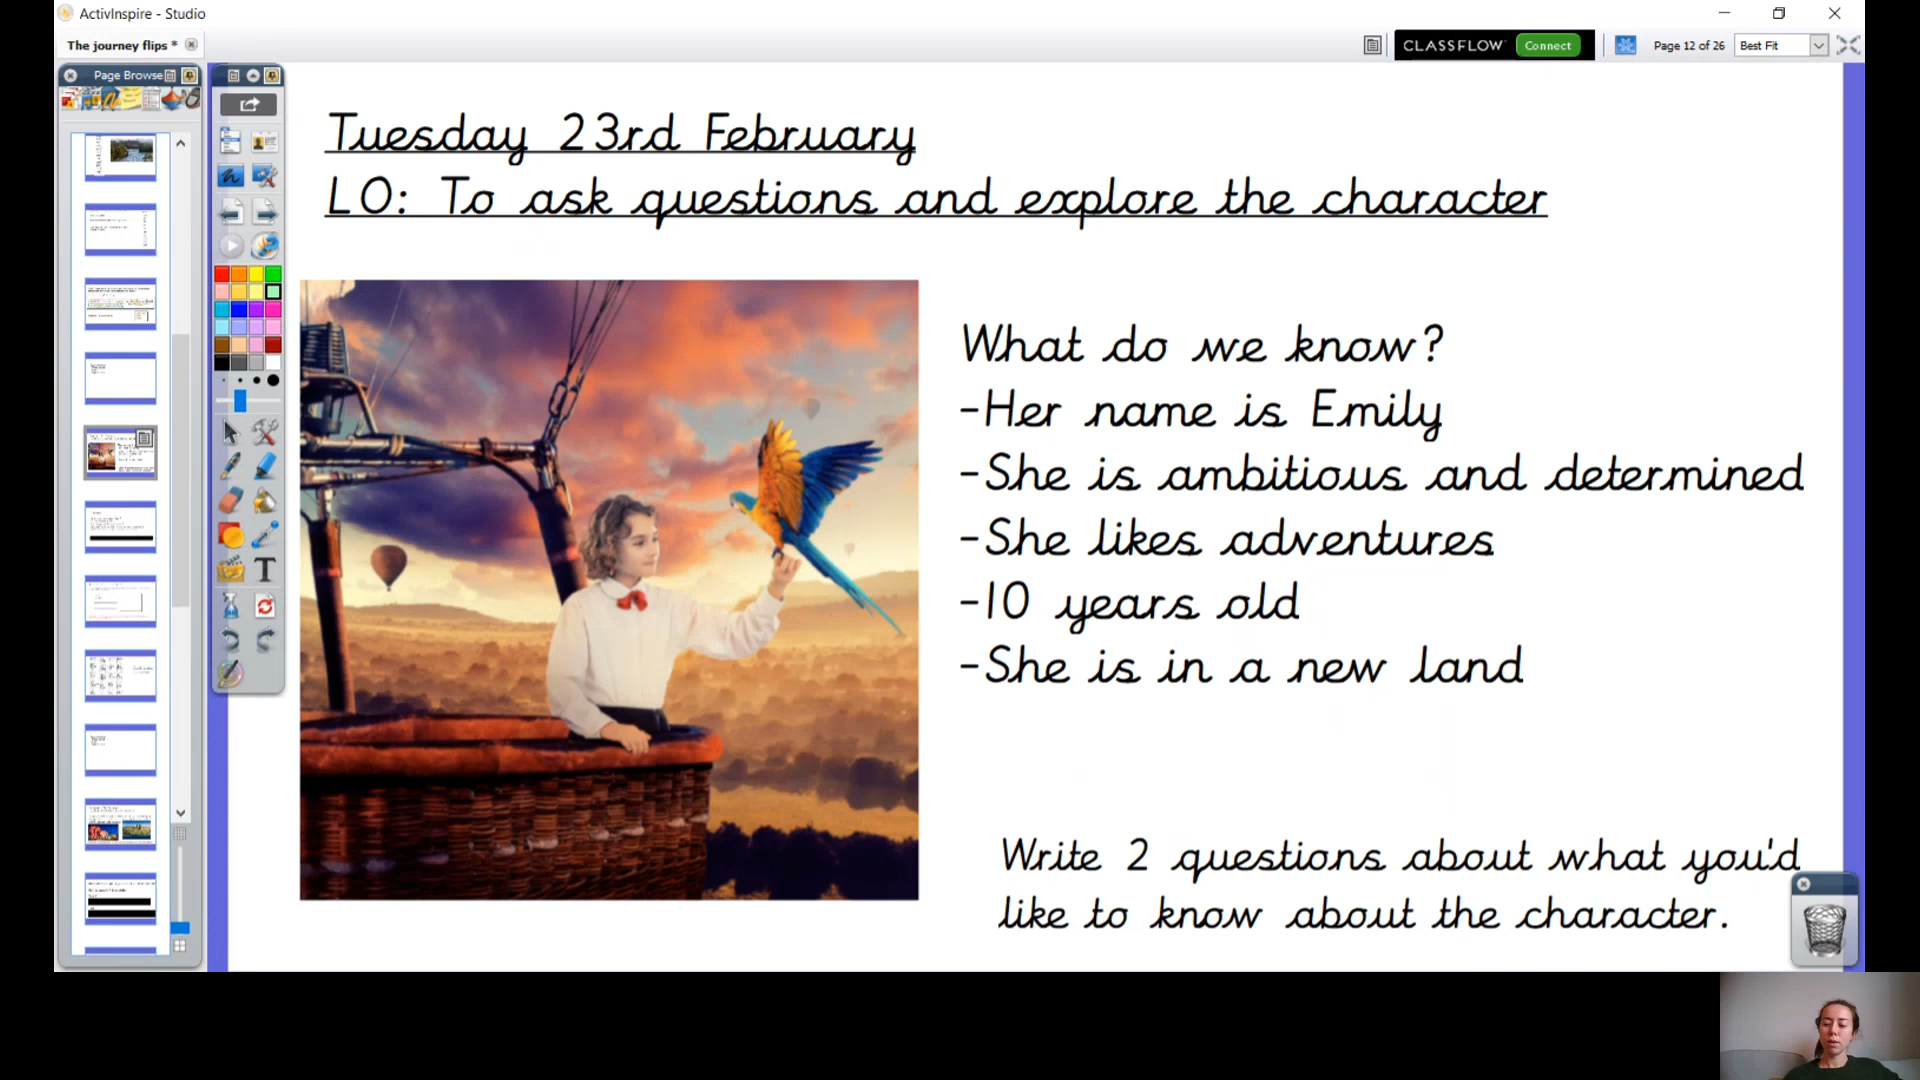 ActivInspire - Studio
The journey flips *
CLASSFLOW
Connect
Page 12 of 26
Best Fit
Page Browse
Tuesday 23rd February
LO: To ask questions and explore the character
What do we know?
-Her name is Emily
-She is ambitious and determined
-She likes adventures
-10 years old
-She is in a new land
Write 2 questions about what you'd
like to know about the character.